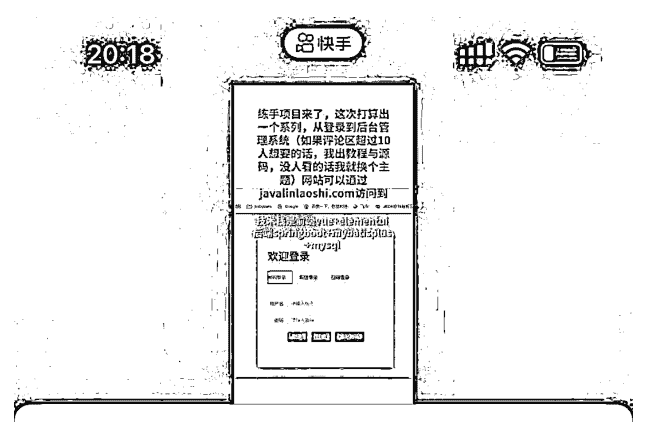 20:18
快手
练手项目来了，这次打算出
一个系列，从登录到后台管
理系统（如果评论区超过10
人想要的话，我出教程与源
码，没人看的话我就换个主
题）网站可以通过
javalinlaoshi.com访问到
技术栈是前端vue+elementui
后端springboot+mybatisplus
+mysql
欢迎登录